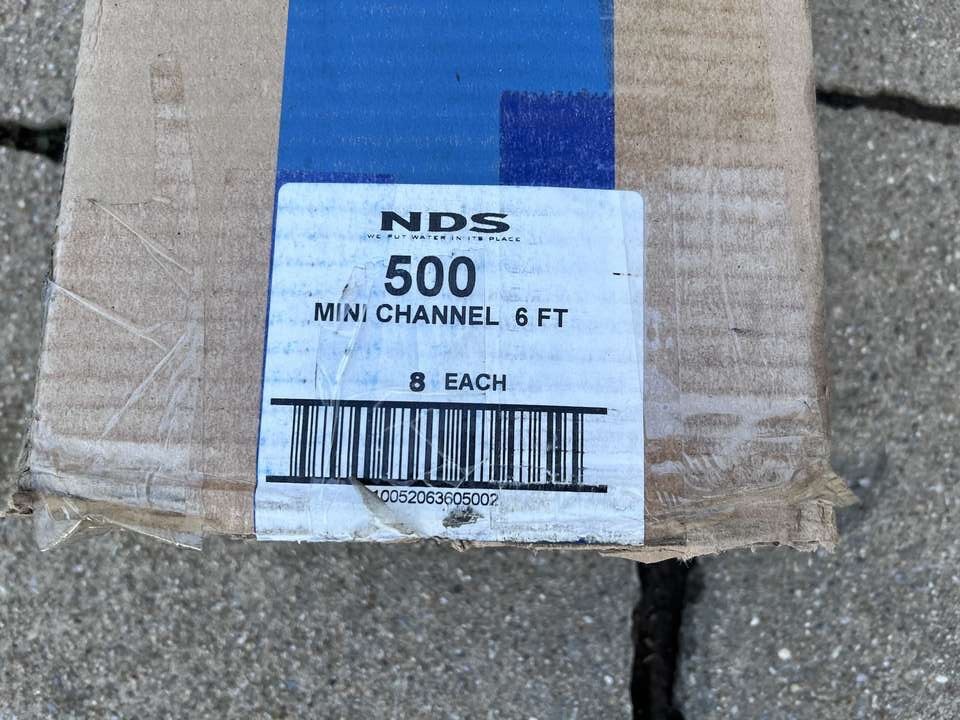 NDS
WE PUT WATER IN ITS PLACE
500
MINI CHANNEL 6 FT
8 EACH
10052063605002